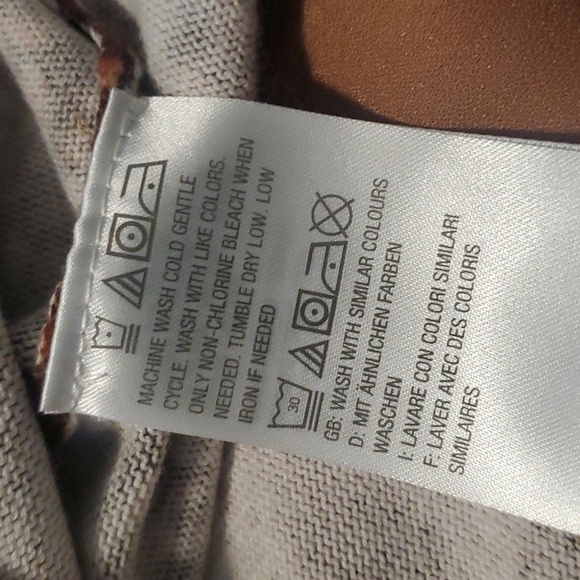 MACHINE WASH COLD GENTLE
CYCLE. WASH WITH LIKE COLORS.
ONLY NON-CHLORINE BLEACH WHEN
NEEDED. TUMBLE DRY LOW. LOW
IRON IF NEEDED
30
GB: WASH WITH SIMILAR COLOURS
D: MIT ÄHNLICHEN FARBEN
WASCHEN
I: LAVARE CON COLORI SIMILARI
F: LAVER AVEC DES COLORIS
SIMILAIRES